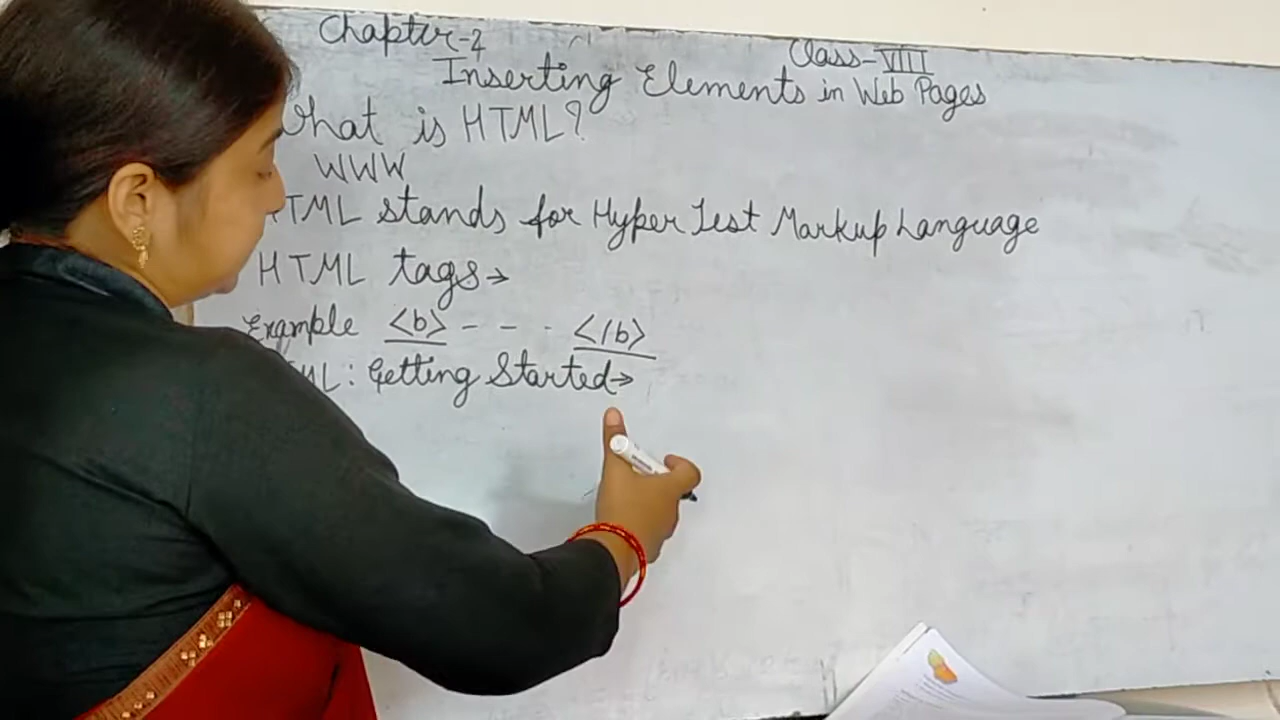 Chapter-2
Class-VIII
Inserting Elements in Web Pages
What is HTML?
WWW
HTML stands for Hyper Test Markup Language
HTML tags→
Example <b> - - - </b>
HTML: Getting Started→